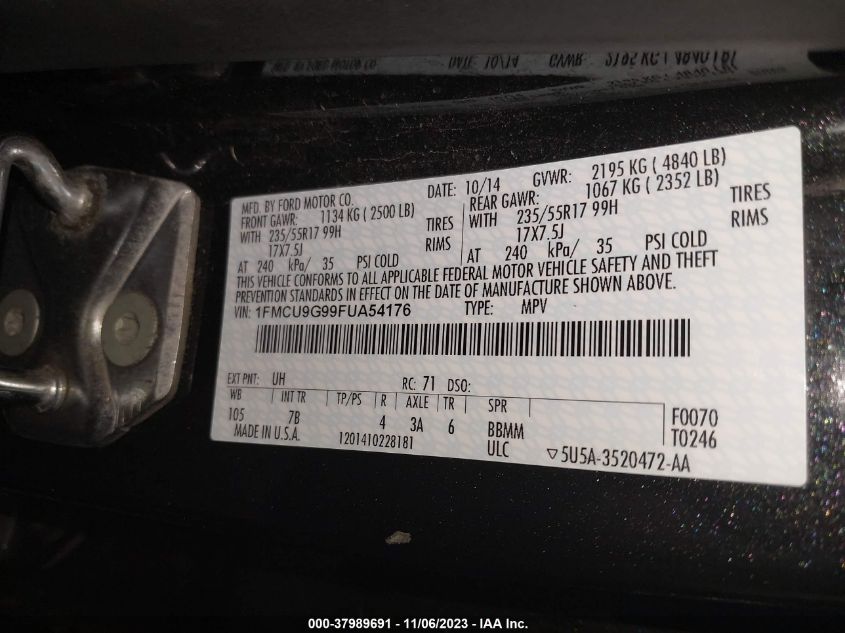 MFD. BY FORD MOTOR CO. DATE: 10/14 GVWR: 2195 KG ( 4840 LB)
FRONT GAWR: 1134 KG ( 2500 LB) REAR GAWR: 1067 KG ( 2352 LB)
WITH 235/55R17 99H TIRES WITH 235/55R17 99H TIRES
17X7.5J RIMS 17X7.5J RIMS
AT 240 kPa/ 35 PSI COLD AT 240 kPa/ 35 PSI COLD
THIS VEHICLE CONFORMS TO ALL APPLICABLE FEDERAL MOTOR VEHICLE SAFETY AND THEFT
PREVENTION STANDARDS IN EFFECT ON THE DATE OF MANUFACTURE SHOWN ABOVE.
VIN: 1FMCU9G99FUA54176 TYPE: MPV
EXT PNT: UH RC: 71 DSO:
WB INT TR TP/PS R AXLE TR SPR F0070
105 7B 4 3A 6 BBMM T0246
MADE IN U.S.A. 1201410228181 ULC ▽5U5A-3520472-AA
000-37989691 - 11/06/2023 - IAA Inc.